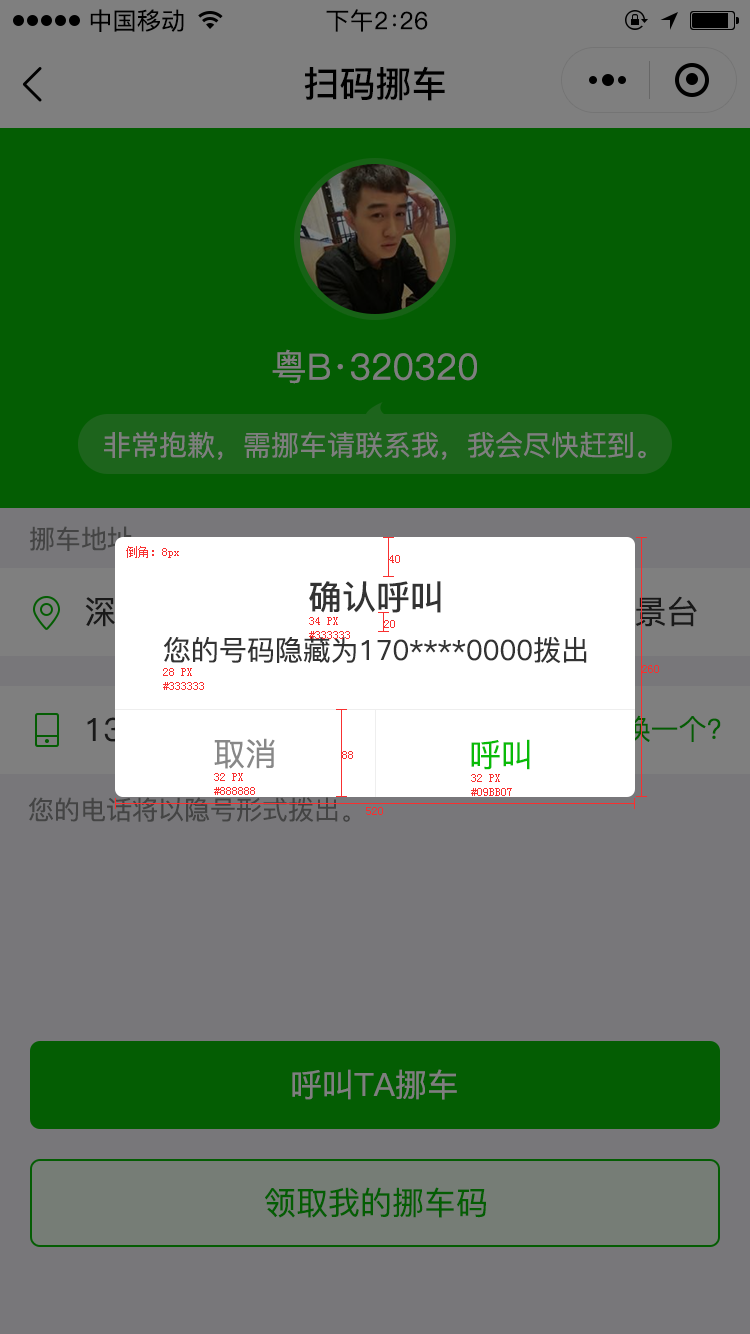 中国移动 下午2:26
扫码挪车
粤B·320320
非常抱歉，需挪车请联系我，我会尽快赶到。
挪车地址
倒角：8px
40
确认呼叫
34 PX
20
#333333
深 景台
您的号码隐藏为170****0000拨出
28 PX
#333333
260
13 换一个?
取消 88 呼叫
32 PX 32 PX
#888888 #09BB07
您的电话将以隐号形式拨出。 520
呼叫TA挪车
领取我的挪车码